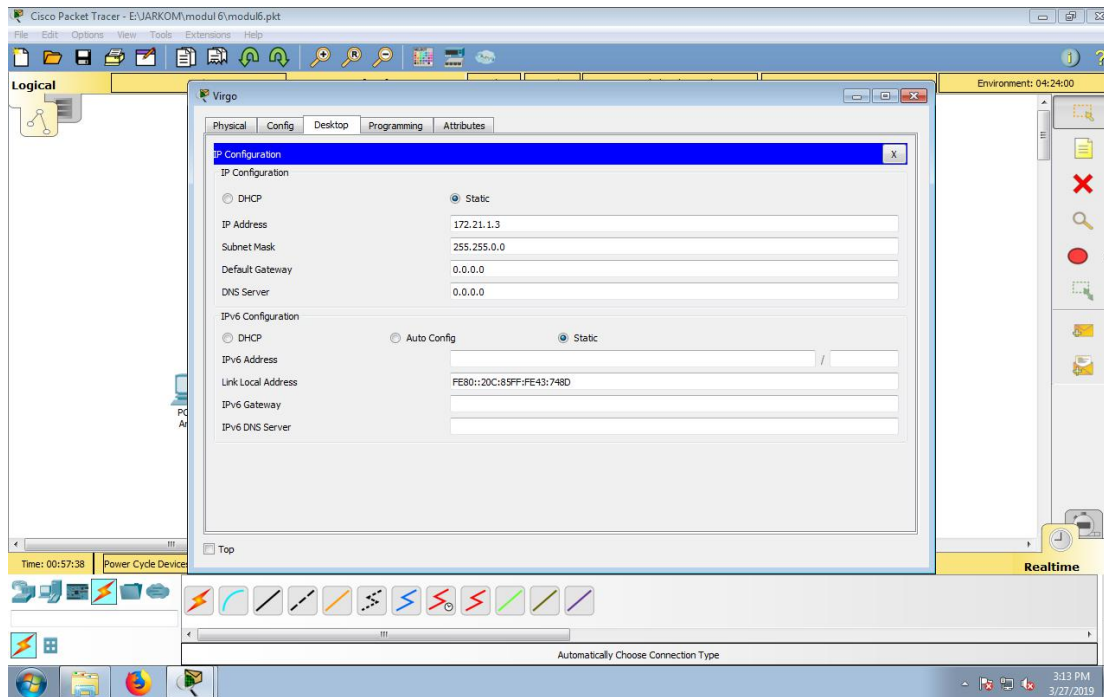 Cisco Packet Tracer - E:\JARKOM\modul 6\modul6.pkt
File Edit Options View Tools Extensions Help
Logical
Environment: 04:24:00
Virgo
Physical Config Desktop Programming Attributes
IP Configuration
X
IP Configuration
DHCP Static
IP Address 172.21.1.3
Subnet Mask 255.255.0.0
Default Gateway 0.0.0.0
DNS Server 0.0.0.0
IPv6 Configuration
DHCP Auto Config Static
IPv6 Address /
Link Local Address FE80::20C:85FF:FE43:748D
IPv6 Gateway
IPv6 DNS Server
Top
Time: 00:57:38 Power Cycle Devices
Realtime
Automatically Choose Connection Type
3:13 PM
3/27/2019